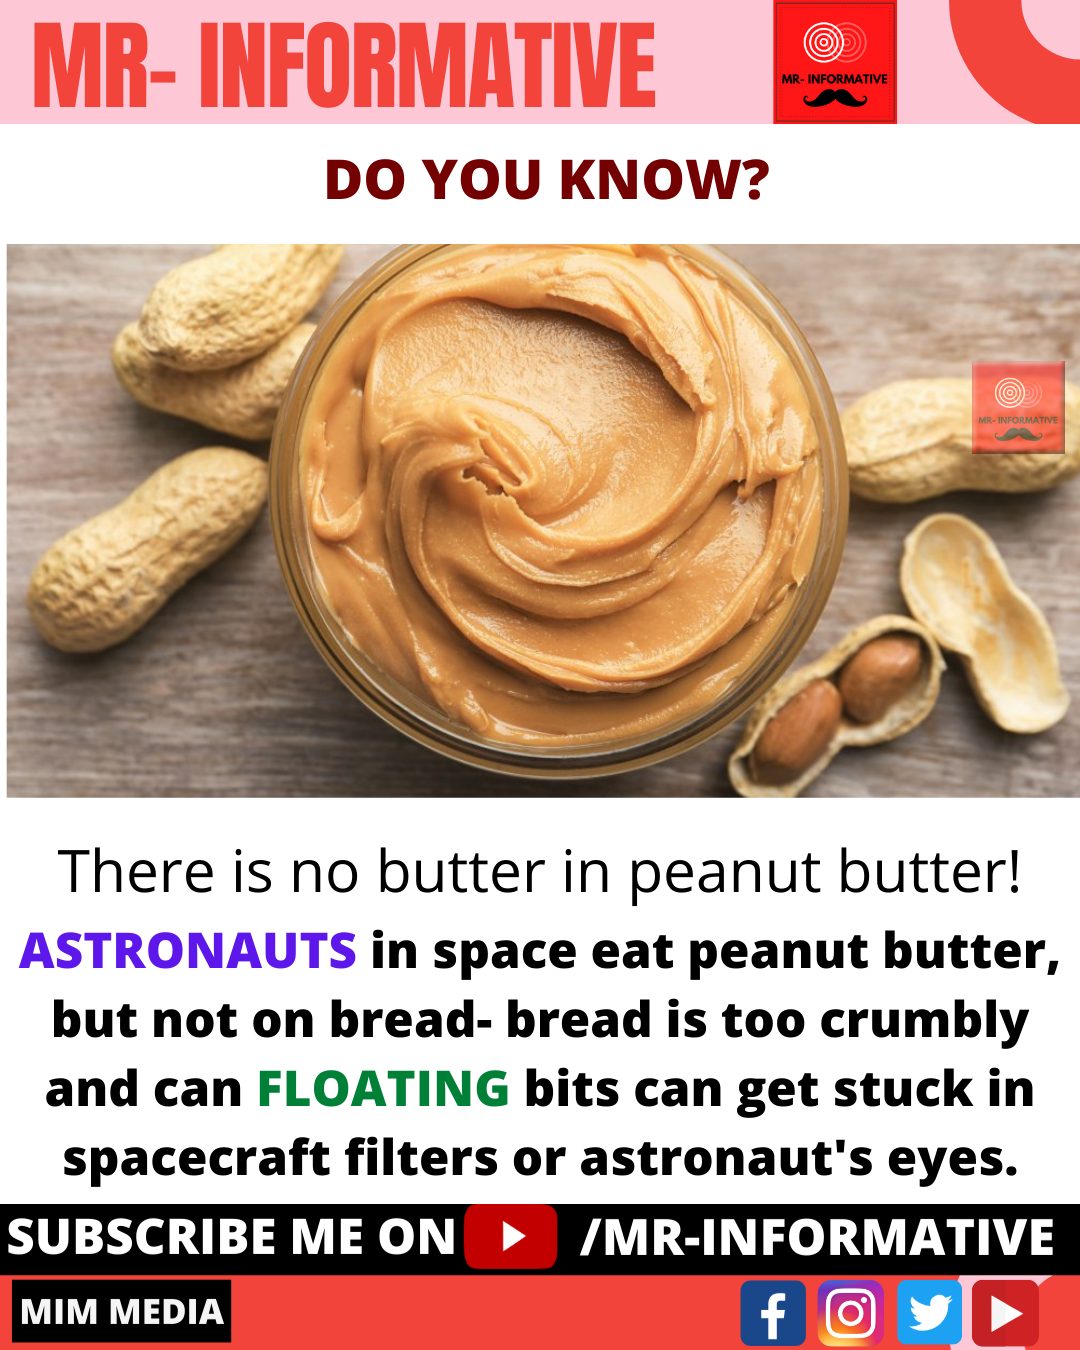 MR- INFORMATIVE
MR- INFORMATIVE
DO YOU KNOW?
MR- INFORMATIVE
There is no butter in peanut butter!
ASTRONAUTS in space eat peanut butter,
but not on bread- bread is too crumbly
and can FLOATING bits can get stuck in
spacecraft filters or astronaut's eyes.
SUBSCRIBE ME ON /MR-INFORMATIVE
MIM MEDIA